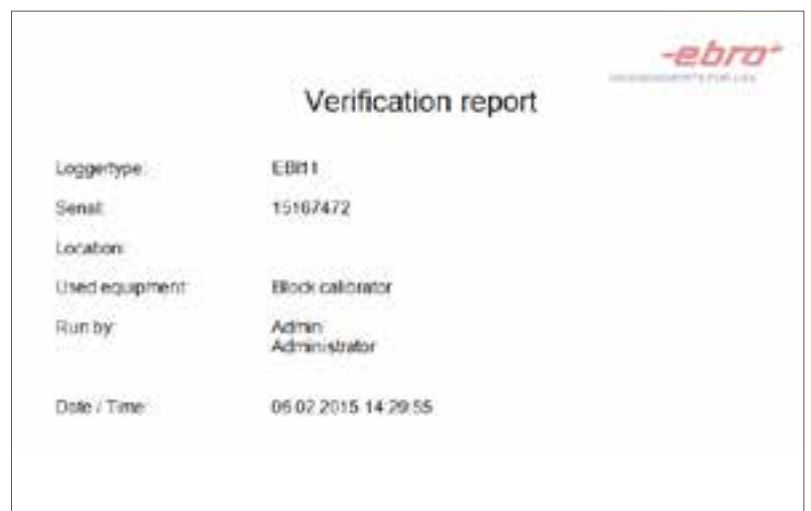 -ebro+
Verification report
Loggertype: EBI11
Serial: 15167472
Location:
Used equipment: Block calibrator
Run by: Admin
Administrator
Date / Time: 06.02.2015 14:29:55